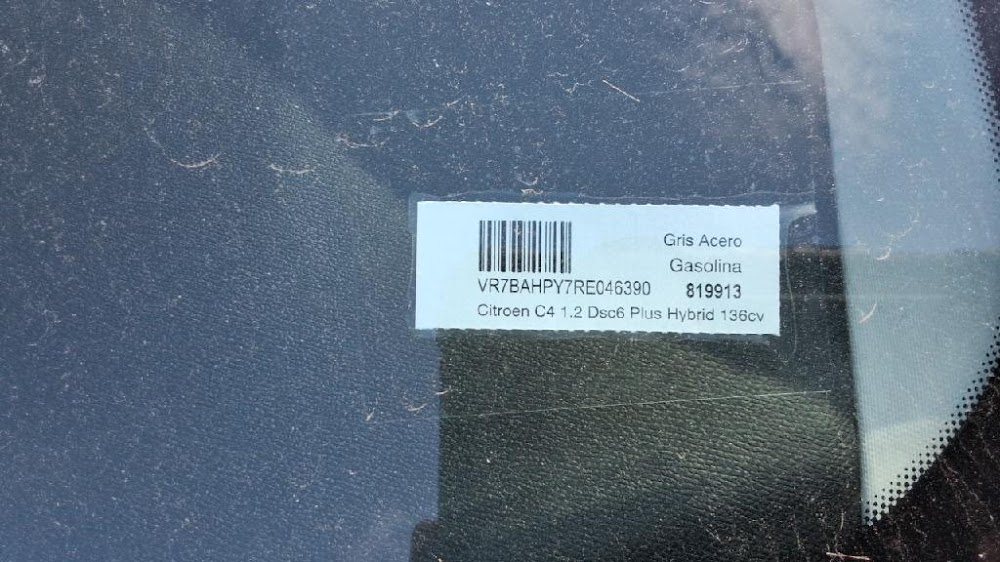 Gris Acero
Gasolina
VR7BAHPY7RE046390 819913
Citroen C4 1.2 Dsc6 Plus Hybrid 136cv